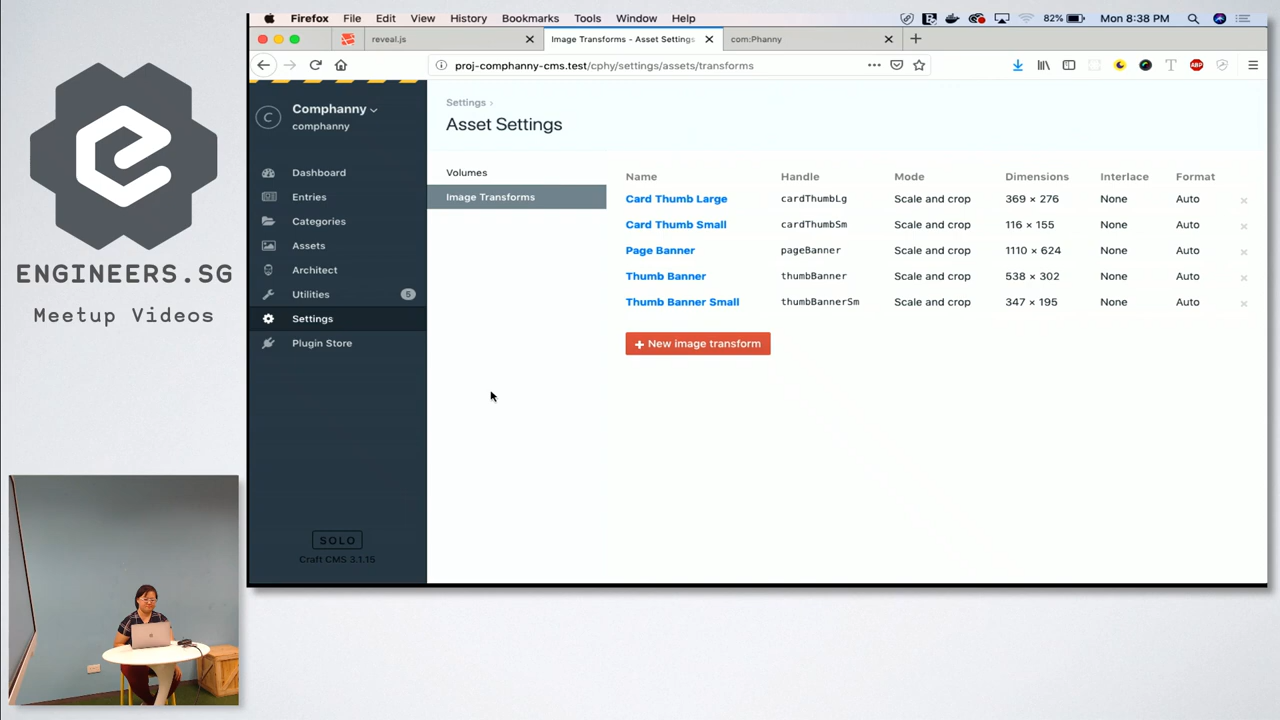 Firefox File Edit View History Bookmarks Tools Window Help 82% Mon 8:38 PM
reveal.js Image Transforms - Asset Settings com:Phanny
proj-comphanny-cms.test/cphy/settings/assets/transforms
ABP
C
Comphanny
comphanny
Dashboard
Entries
Categories
Assets
Architect
Utilities 5
Settings
Plugin Store
SOLO
Craft CMS 3.1.15
Settings ›
Asset Settings
Volumes
Image Transforms
Name Handle Mode Dimensions Interlace Format
Card Thumb Large cardThumbLg Scale and crop 369 × 276 None Auto
Card Thumb Small cardThumbSm Scale and crop 116 × 155 None Auto
Page Banner pageBanner Scale and crop 1110 × 624 None Auto
Thumb Banner thumbBanner Scale and crop 538 × 302 None Auto
Thumb Banner Small thumbBannerSm Scale and crop 347 × 195 None Auto
+ New image transform
ENGINEERS.SG
Meetup Videos